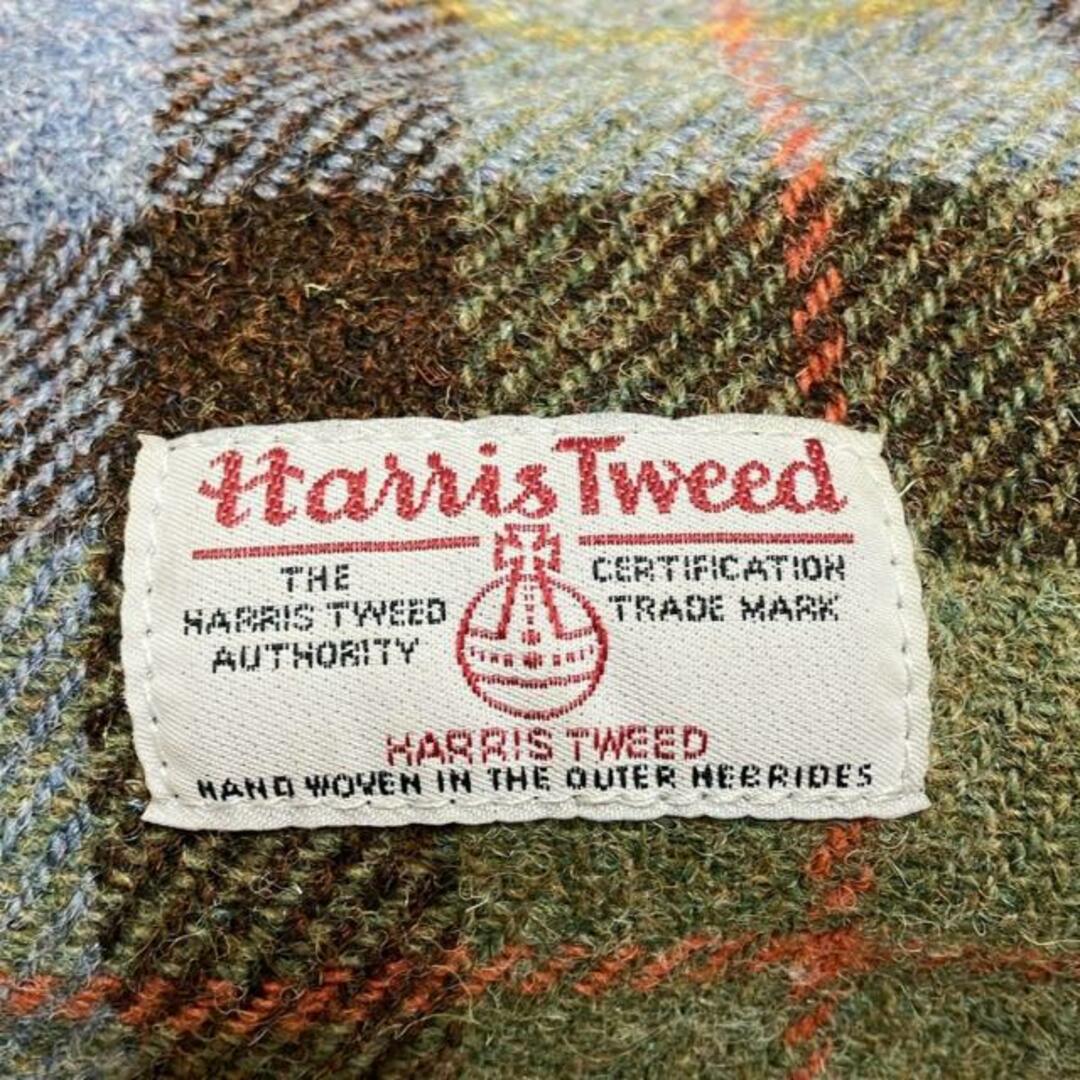 Harris Tweed
THE
HARRIS TWEED
AUTHORITY
CERTIFICATION
TRADE MARK
HARRIS TWEED
HAND WOVEN IN THE OUTER HEBRIDES